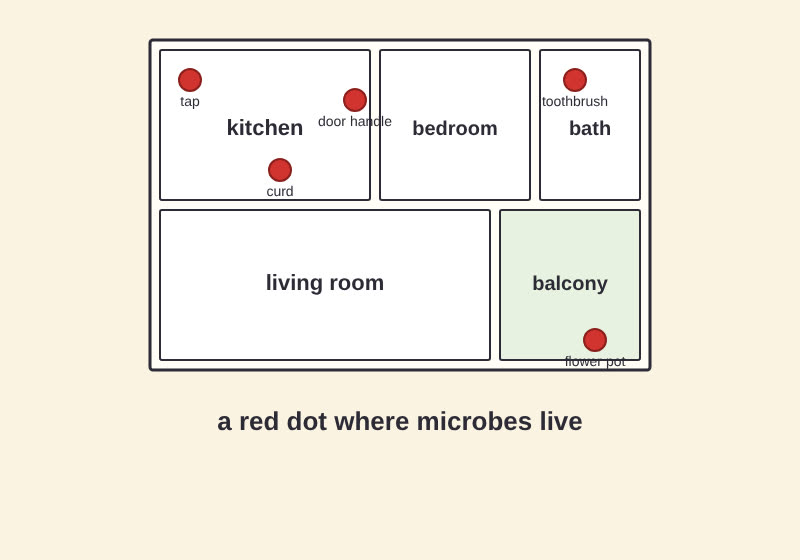 tap
door handle
kitchen
curd
bedroom
toothbrush
bath
living room
balcony
flower pot
a red dot where microbes live